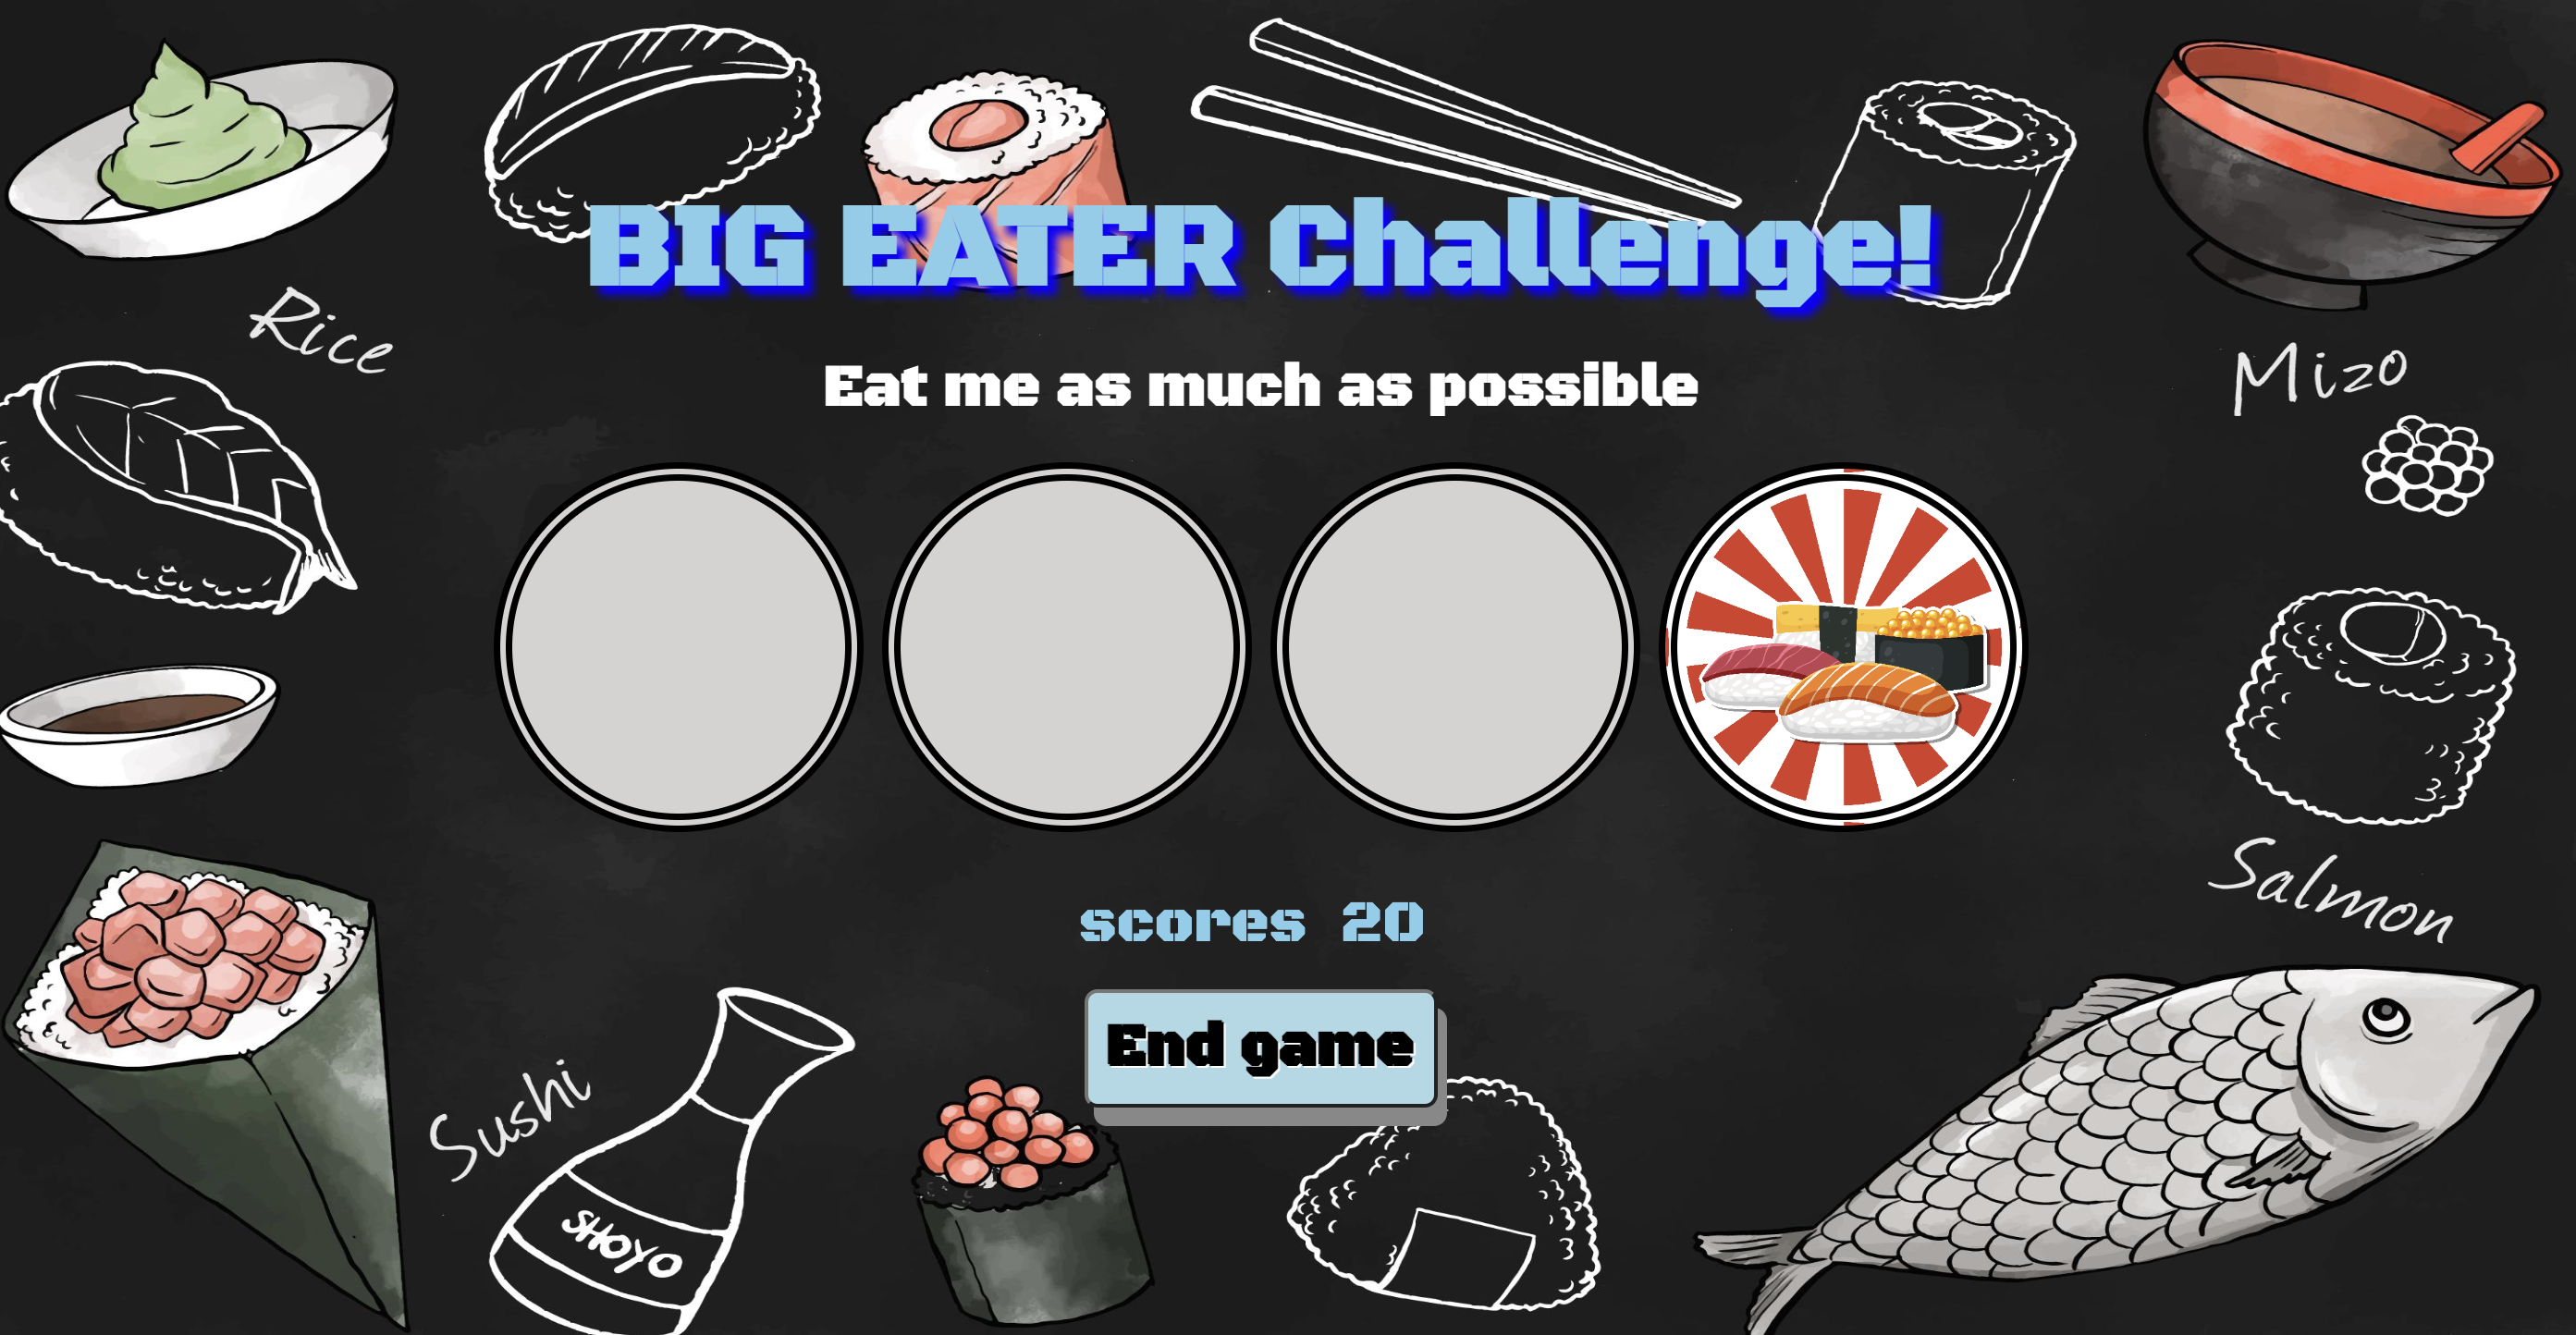 BIG EATER Challenge!
Rice
Mizo
Eat me as much as possible
Salmon
scores 20
End game
Sushi
SHOYO